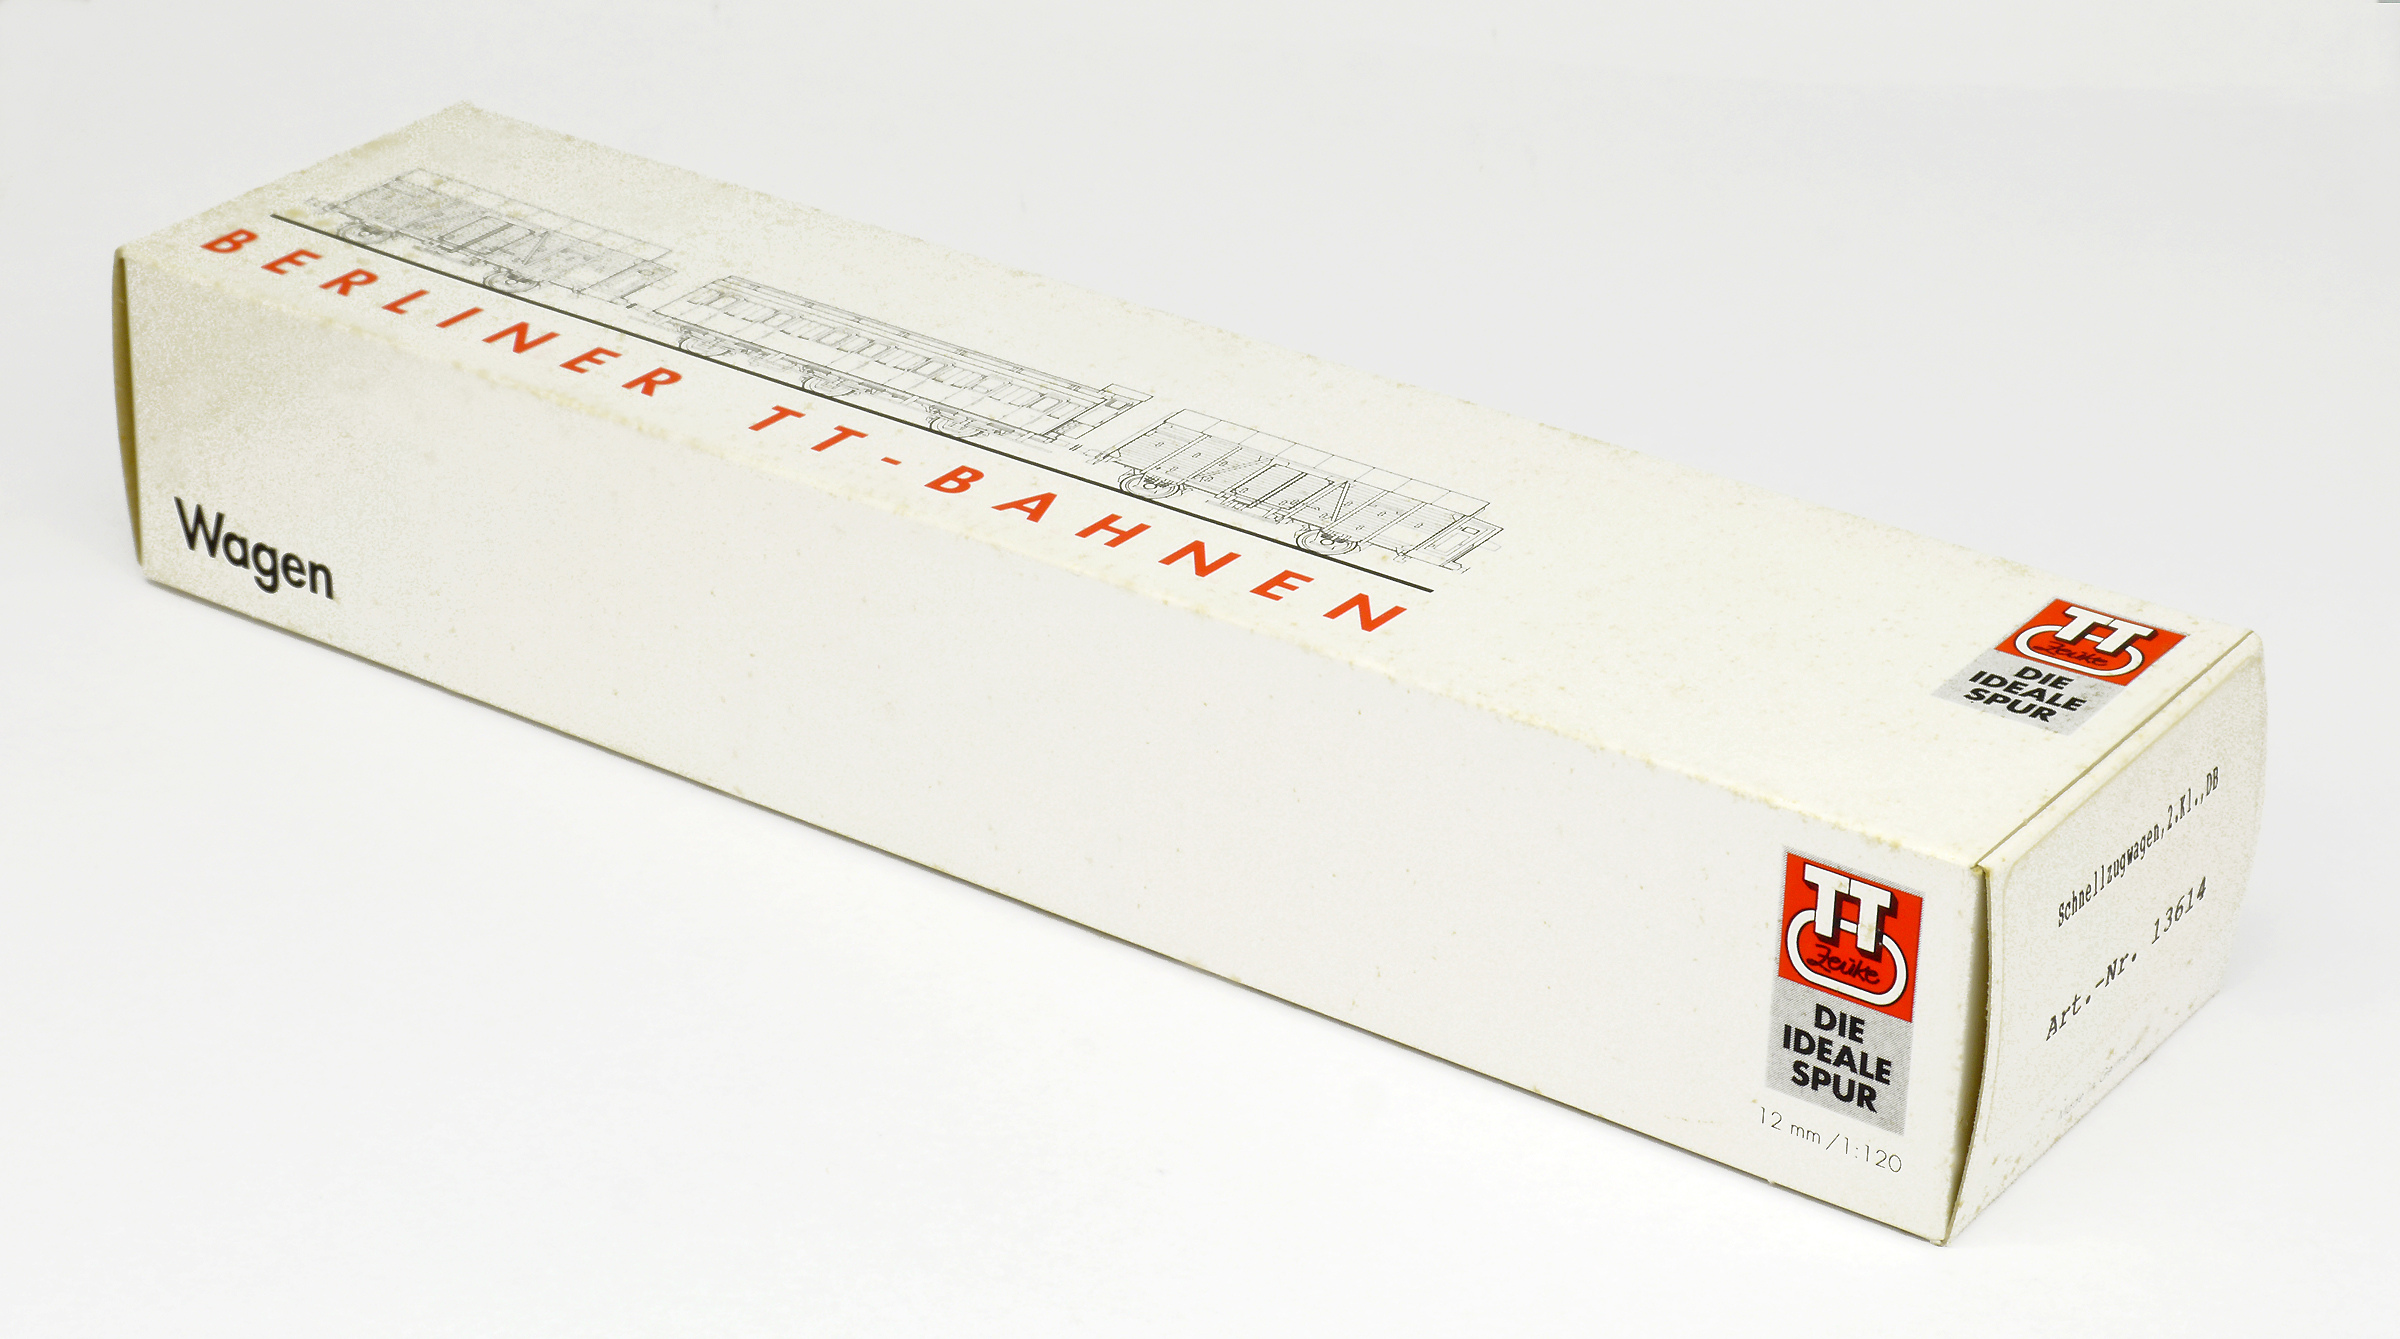 BERLINER TT-BAHNEN
TT
Zeuke
DIE
IDEALE
SPUR
Wagen
TT
Zeuke
DIE
IDEALE
SPUR
12 mm/1:120
Schnellzugwagen,2.Kl.,DB
Art.-Nr. 13614